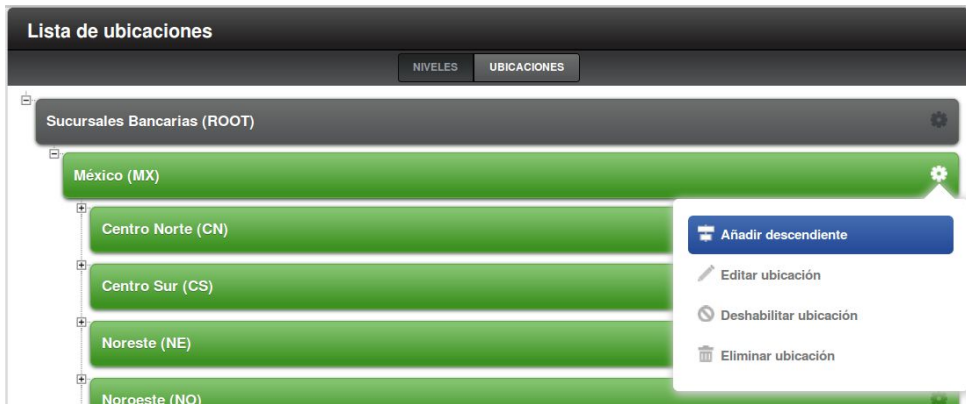 Lista de ubicaciones
NIVELES UBICACIONES
Sucursales Bancarias (ROOT)
México (MX)
Centro Norte (CN)
Añadir descendiente
Editar ubicación
Centro Sur (CS)
Deshabilitar ubicación
Noreste (NE)
Eliminar ubicación
Noroeste (NO)